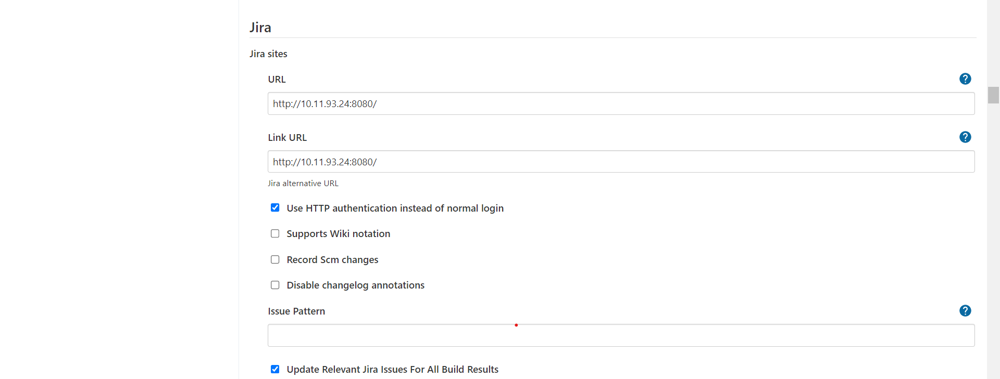 Jira
Jira sites
URL
?
http://10.11.93.24:8080/
Link URL
?
http://10.11.93.24:8080/
Jira alternative URL
Use HTTP authentication instead of normal login
Supports Wiki notation
Record Scm changes
Disable changelog annotations
Issue Pattern
?
Update Relevant Jira Issues For All Build Results